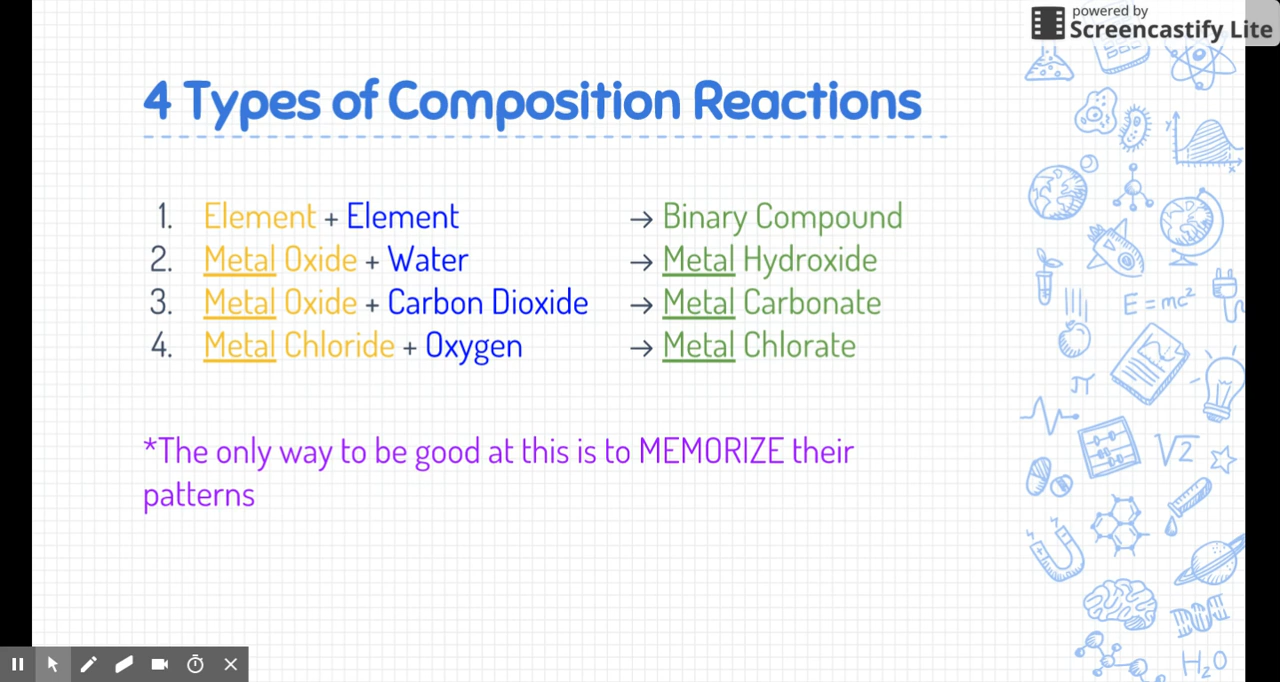 powered by
Screencastify Lite
4 Types of Composition Reactions
1. Element + Element → Binary Compound
2. Metal Oxide + Water → Metal Hydroxide
3. Metal Oxide + Carbon Dioxide → Metal Carbonate
4. Metal Chloride + Oxygen → Metal Chlorate
*The only way to be good at this is to MEMORIZE their
patterns
y
x
E=mc²
π
√2
H₂O